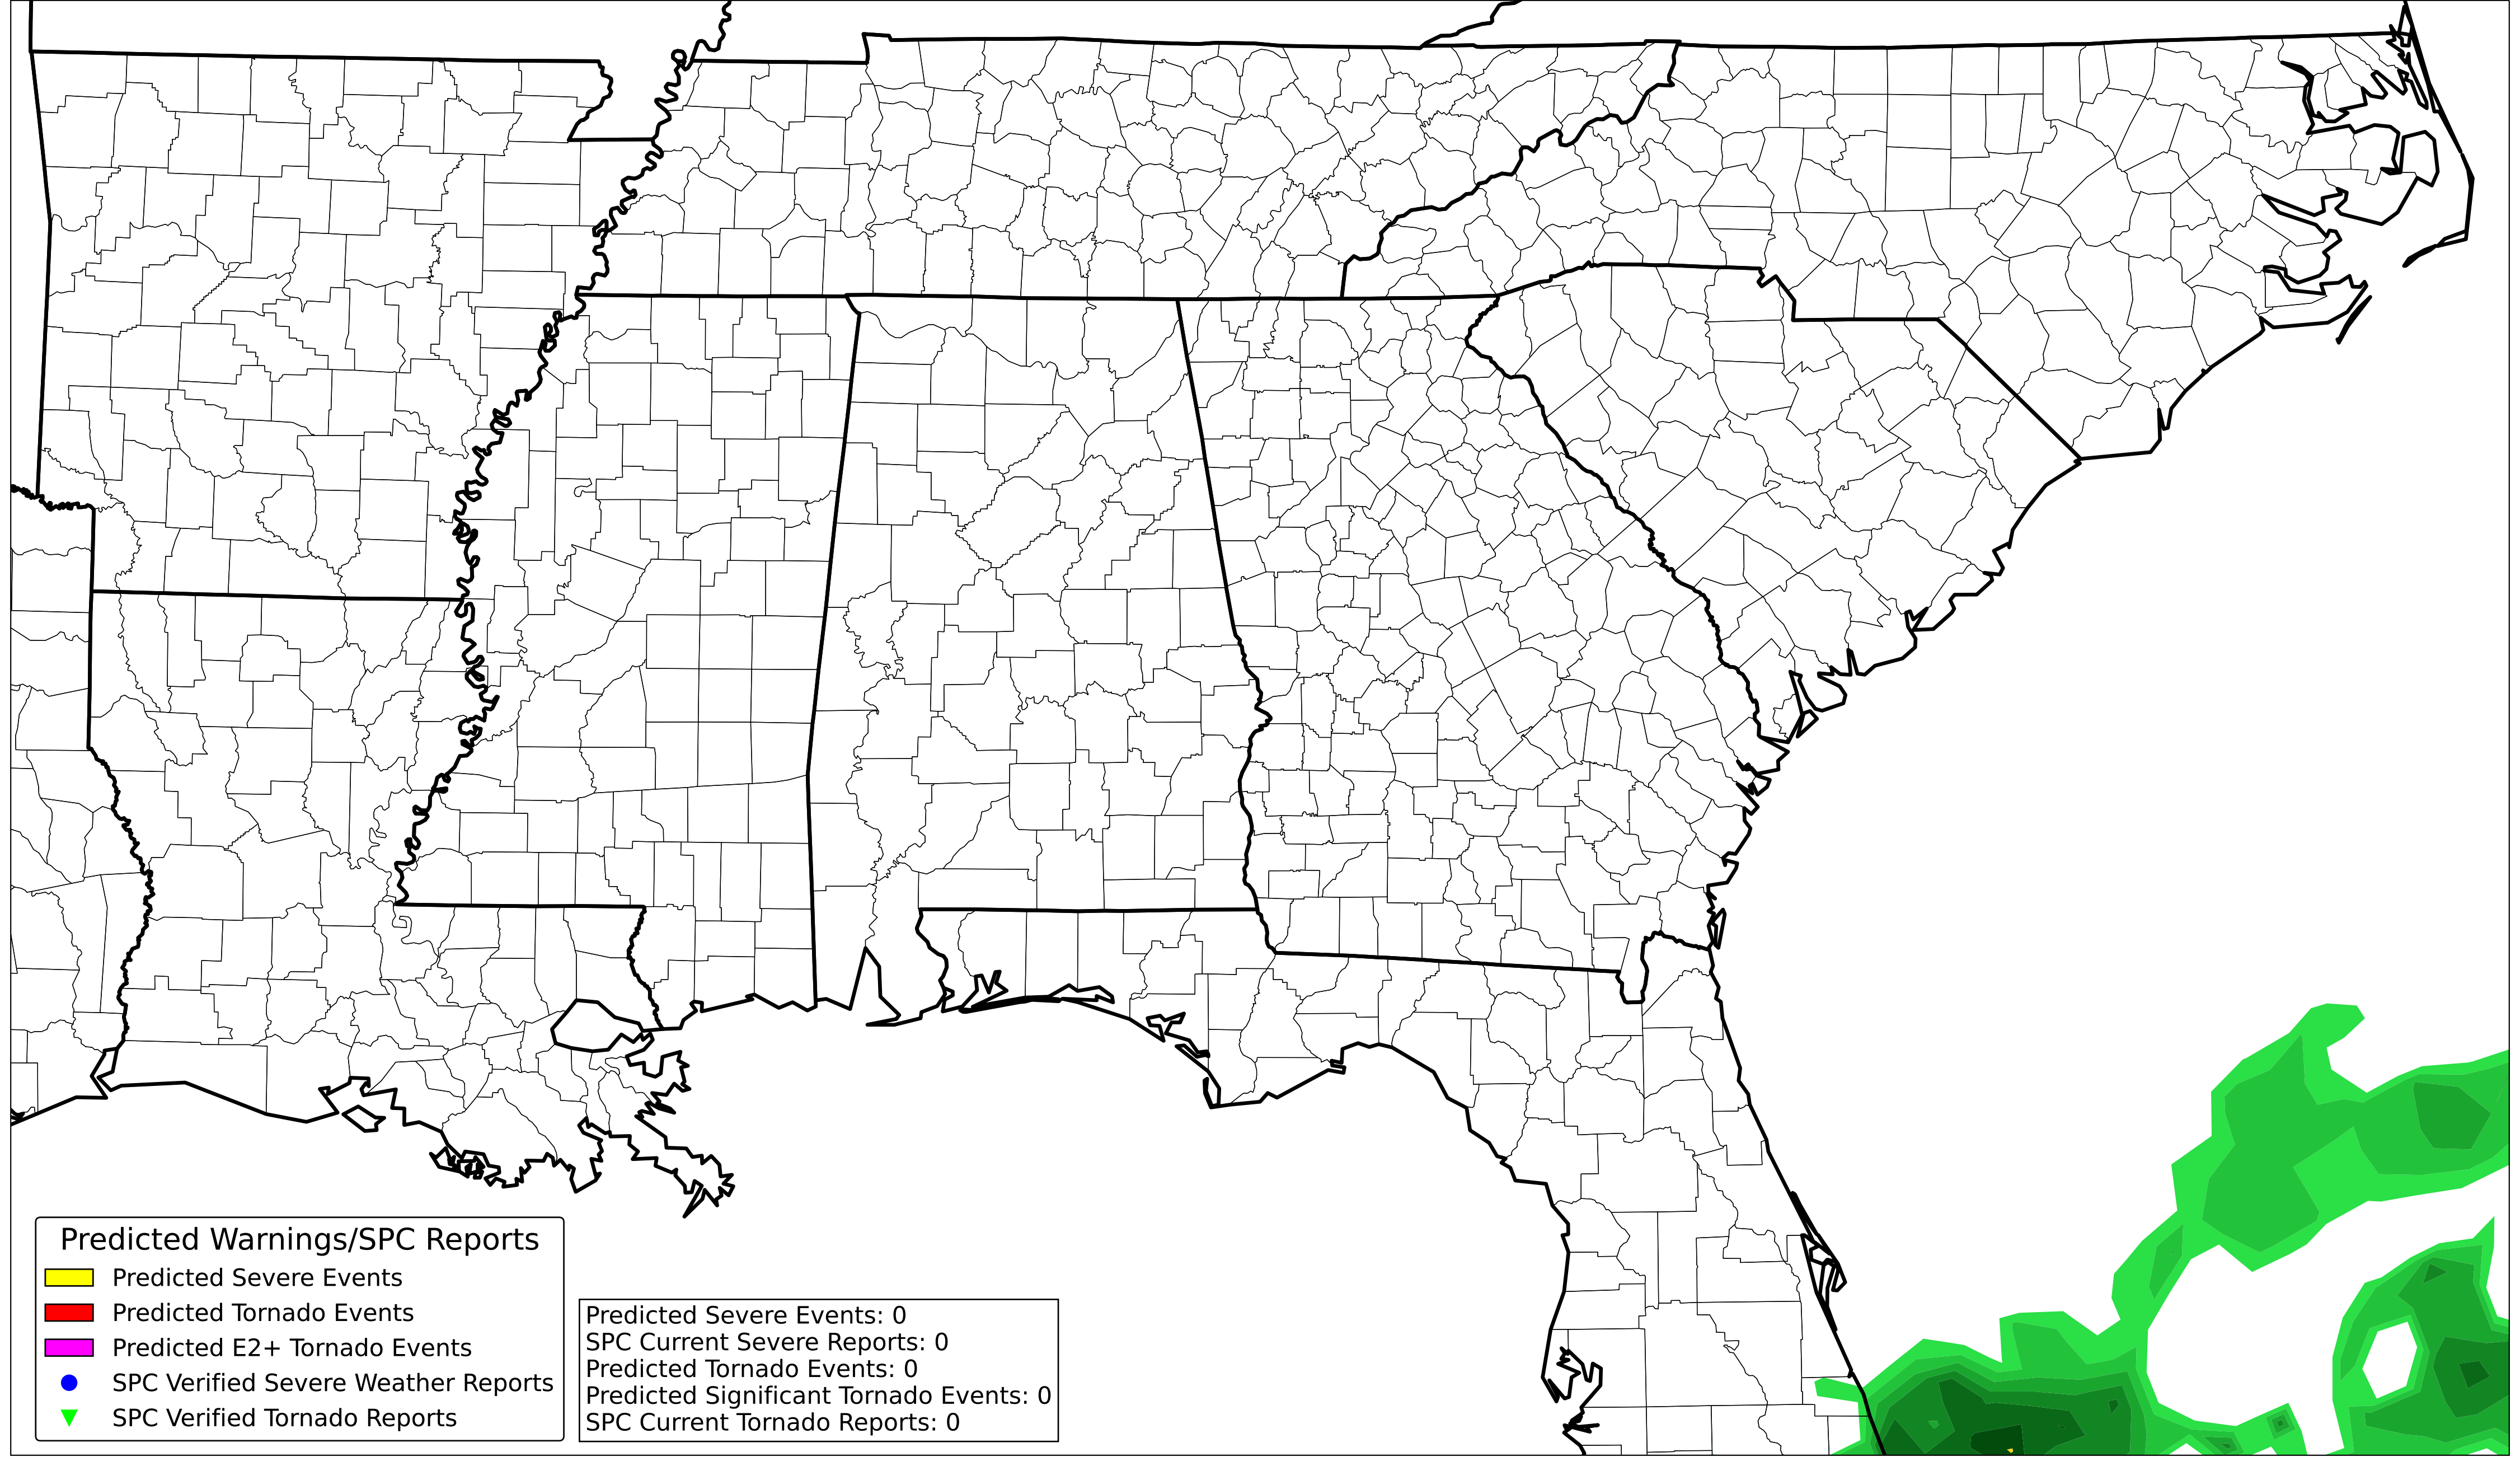 Predicted Warnings/SPC Reports
Predicted Severe Events
Predicted Tornado Events
Predicted E2+ Tornado Events
SPC Verified Severe Weather Reports
SPC Verified Tornado Reports
Predicted Severe Events: 0
SPC Current Severe Reports: 0
Predicted Tornado Events: 0
Predicted Significant Tornado Events: 0
SPC Current Tornado Reports: 0